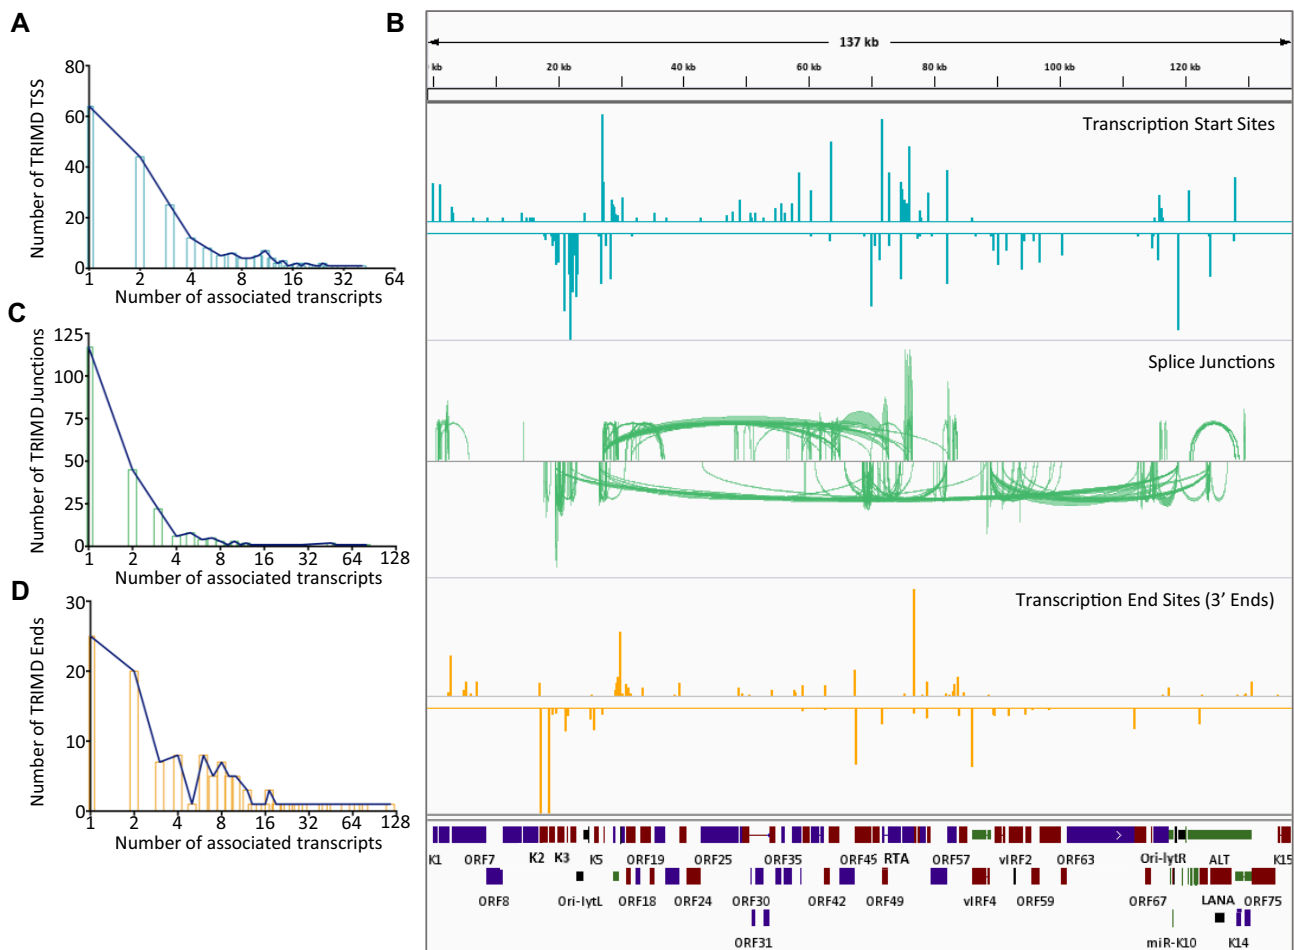 A
80
60
40
20
0
1 2 4 8 16 32 64
Number of TRIMD TSS
Number of associated transcripts
C
125
100
75
50
25
0
1 2 4 8 16 32 64 128
Number of TRIMD Junctions
Number of associated transcripts
D
30
20
10
0
1 2 4 8 16 32 64 128
Number of TRIMD Ends
Number of associated transcripts
B
137 kb
kb 20 kb 40 kb 60 kb 80 kb 100 kb 120 kb
Transcription Start Sites
Splice Junctions
Transcription End Sites (3’ Ends)
K1 ORF7 K2 K3 K5 ORF19 ORF25 ORF35 ORF45 RTA ORF57 vIRF2 ORF63 Ori-lytR ALT K15
ORF8 Ori-lytL ORF18 ORF24 ORF30 ORF42 ORF49 vIRF4 ORF59 ORF67 LANA ORF75
ORF31 miR-K10 K14